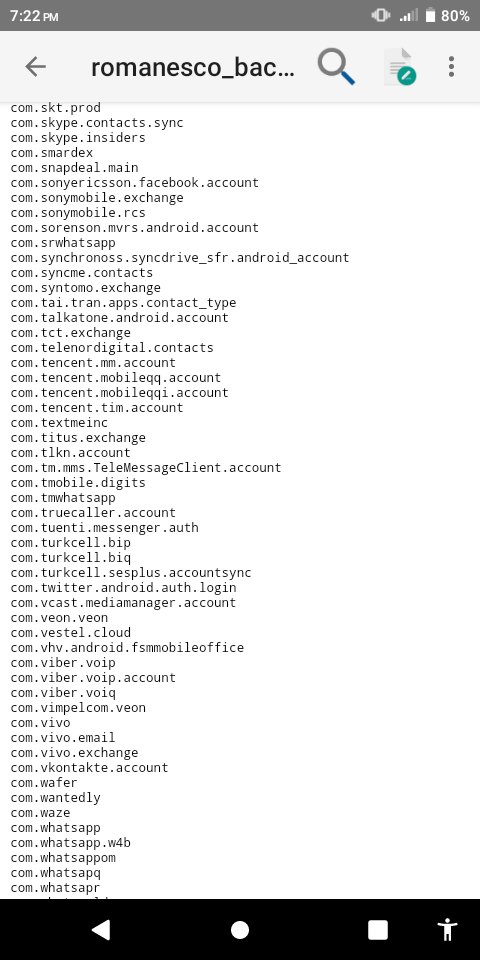 7:22 PM
80%
romanesco_bac...
com.skt.prod
com.skype.contacts.sync
com.skype.insiders
com.smardex
com.snapdeal.main
com.sonyericsson.facebook.account
com.sonymobile.exchange
com.sonymobile.rcs
com.sorenson.mvrs.android.account
com.srwhatsapp
com.synchronoss.syncdrive_sfr.android_account
com.syncme.contacts
com.syntomo.exchange
com.tai.tran.apps.contact_type
com.talkatone.android.account
com.tct.exchange
com.telenordigital.contacts
com.tencent.mm.account
com.tencent.mobileqq.account
com.tencent.mobileqqi.account
com.tencent.tim.account
com.textmeinc
com.titus.exchange
com.tlkn.account
com.tm.mms.TeleMessageClient.account
com.tmobile.digits
com.tmwhatsapp
com.truecaller.account
com.tuenti.messenger.auth
com.turkcell.bip
com.turkcell.biq
com.turkcell.sesplus.accountsync
com.twitter.android.auth.login
com.vcast.mediamanager.account
com.veon.veon
com.vestel.cloud
com.vhv.android.fsmmobileoffice
com.viber.voip
com.viber.voip.account
com.viber.voiq
com.vimpelcom.veon
com.vivo
com.vivo.email
com.vivo.exchange
com.vkontakte.account
com.wafer
com.wantedly
com.waze
com.whatsapp
com.whatsapp.w4b
com.whatsappom
com.whatsapq
com.whatsapr